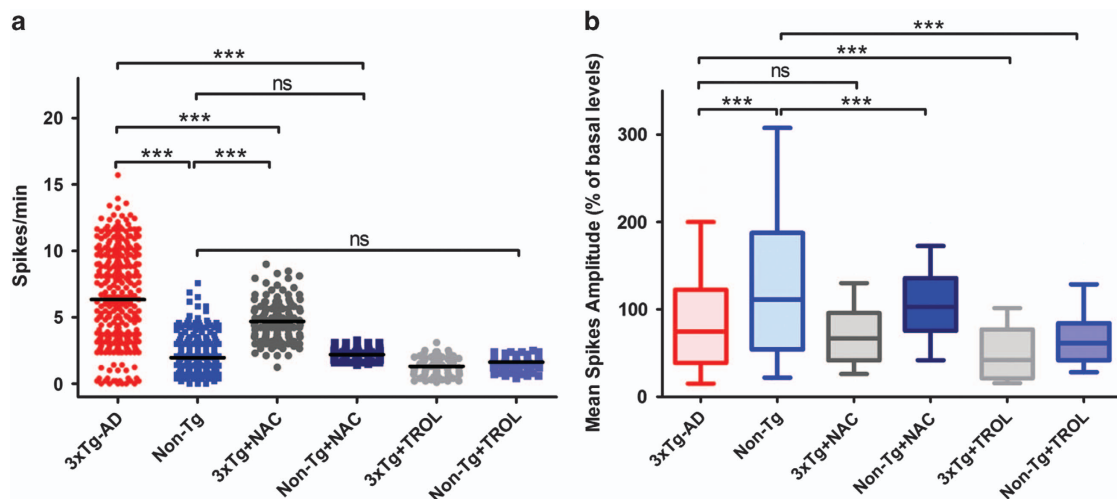 a
***
ns
***
*** ***
ns
Spikes/min
20
15
10
5
0
3xTg-AD
Non-Tg
3xTg+NAC
Non-Tg+NAC
3xTg+TROL
Non-Tg+TROL
b
***
***
ns
*** ***
Mean Spikes Amplitude (% of basal levels)
300
200
100
0
3xTg-AD
Non-Tg
3xTg+NAC
Non-Tg+NAC
3xTg+TROL
Non-Tg+TROL